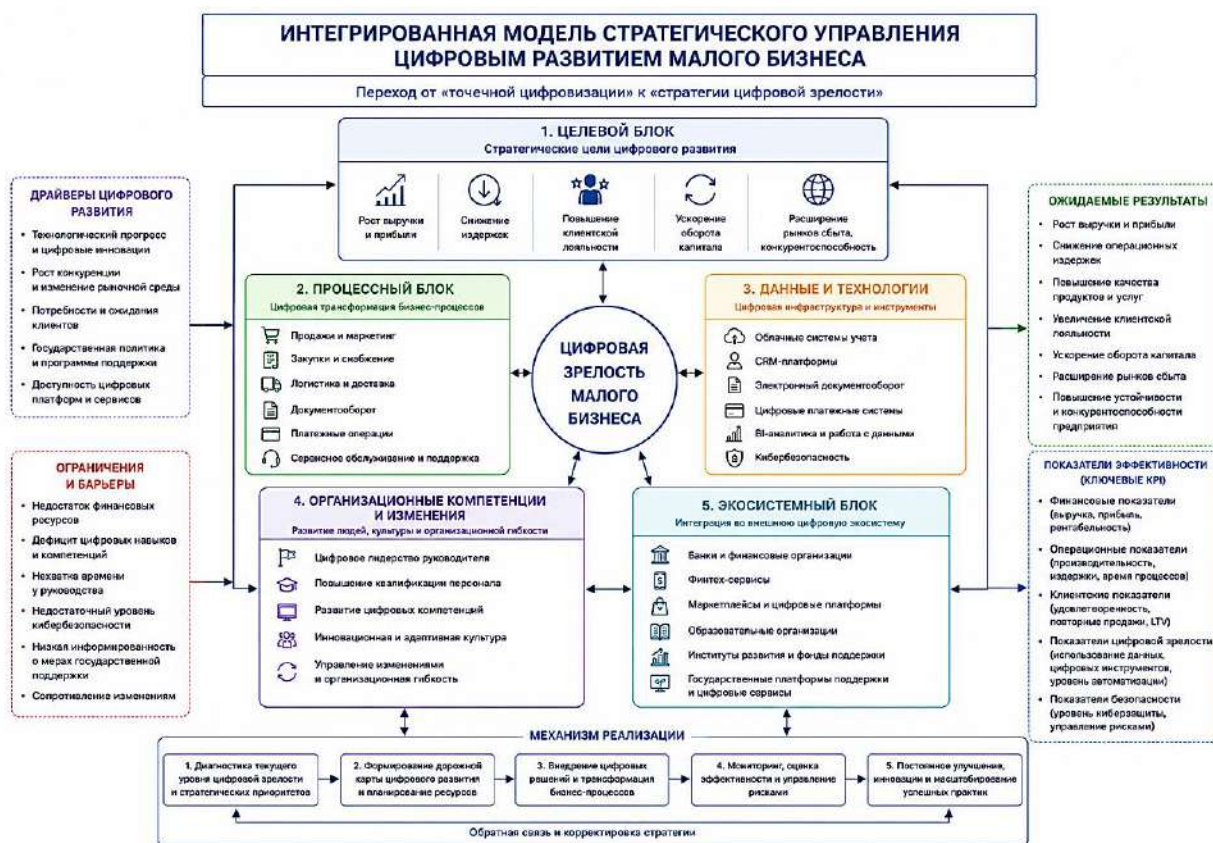 ИНТЕГРИРОВАННАЯ МОДЕЛЬ СТРАТЕГИЧЕСКОГО УПРАВЛЕНИЯ
ЦИФРОВЫМ РАЗВИТИЕМ МАЛОГО БИЗНЕСА
Переход от «точечной цифровизации» к «стратегии цифровой зрелости»
1. ЦЕЛЕВОЙ БЛОК
Стратегические цели цифрового развития
Рост выручки
и прибыли
Снижение
издержек
Повышение
клиентской
лояльности
Ускорение
оборота
капитала
Расширение
рынков сбыта,
конкурентоспособность
ДРАЙВЕРЫ ЦИФРОВОГО
РАЗВИТИЯ
• Технологический прогресс
и цифровые инновации
• Рост конкуренции
и изменение рыночной среды
• Потребности и ожидания
клиентов
• Государственная политика
и программы поддержки
• Доступность цифровых
платформ и сервисов
ОГРАНИЧЕНИЯ
И БАРЬЕРЫ
• Недостаток финансовых
ресурсов
• Дефицит цифровых навыков
и компетенций
• Нехватка времени
у руководства
• Недостаточный уровень
кибербезопасности
• Низкая информированность
о мерах государственной
поддержки
• Сопротивление изменениям
2. ПРОЦЕССНЫЙ БЛОК
Цифровая трансформация бизнес-процессов
Продажи и маркетинг
Закупки и снабжение
Логистика и доставка
Документооборот
Платежные операции
Сервисное обслуживание и поддержка
ЦИФРОВАЯ
ЗРЕЛОСТЬ
МАЛОГО
БИЗНЕСА
3. ДАННЫЕ И ТЕХНОЛОГИИ
Цифровая инфраструктура и инструменты
Облачные системы учета
CRM-платформы
Электронный документооборот
Цифровые платежные системы
BI-аналитика и работа с данными
Кибербезопасность
4. ОРГАНИЗАЦИОННЫЕ КОМПЕТЕНЦИИ
И ИЗМЕНЕНИЯ
Развитие людей, культуры и организационной гибкости
Цифровое лидерство руководителя
Повышение квалификации персонала
Развитие цифровых компетенций
Инновационная и адаптивная культура
Управление изменениями
и организационная гибкость
5. ЭКОСИСТЕМНЫЙ БЛОК
Интеграция во внешнюю цифровую экосистему
Банки и финансовые организации
Финтех-сервисы
Маркетплейсы и цифровые платформы
Образовательные организации
Институты развития и фонды поддержки
Государственные платформы поддержки
и цифровые сервисы
ОЖИДАЕМЫЕ РЕЗУЛЬТАТЫ
• Рост выручки и прибыли
• Снижение операционных
издержек
• Повышение качества
продуктов и услуг
• Увеличение клиентской
лояльности
• Ускорение оборота капитала
• Расширение рынков сбыта
• Повышение устойчивости
и конкурентоспособности
предприятия
ПОКАЗАТЕЛИ ЭФФЕКТИВНОСТИ
(КЛЮЧЕВЫЕ KPI)
• Финансовые показатели
(выручка, прибыль,
рентабельность)
• Операционные показатели
(производительность,
издержки, время процессов)
• Клиентские показатели
(удовлетворенность,
повторные продажи, LTV)
• Показатели цифровой зрелости
(использование данных,
цифровых инструментов,
уровень автоматизации)
• Показатели безопасности
(уровень киберзащиты,
управление рисками)
МЕХАНИЗМ РЕАЛИЗАЦИИ
1. Диагностика текущего
уровня цифровой зрелости
и стратегических приоритетов
2. Формирование дорожной
карты цифрового развития
и планирование ресурсов
3. Внедрение цифровых
решений и трансформация
бизнес-процессов
4. Мониторинг, оценка
эффективности и управление
рисками
5. Постоянное улучшение,
инновации и масштабирование
успешных практик
Обратная связь и корректировка стратегии